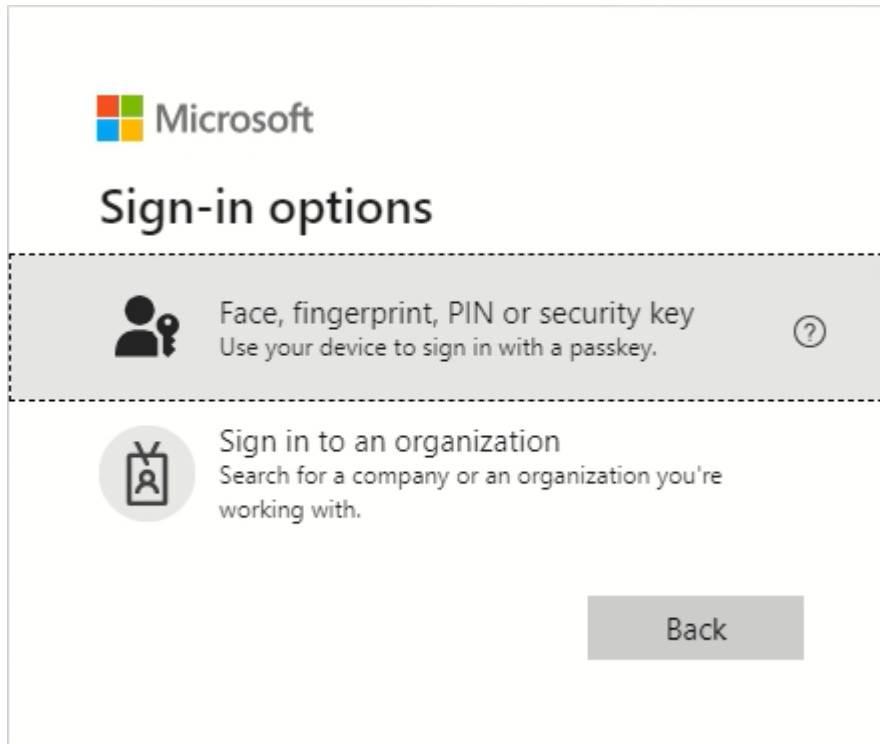 Microsoft
Sign-in options
Face, fingerprint, PIN or security key
Use your device to sign in with a passkey.
?
Sign in to an organization
Search for a company or an organization you're
working with.
Back